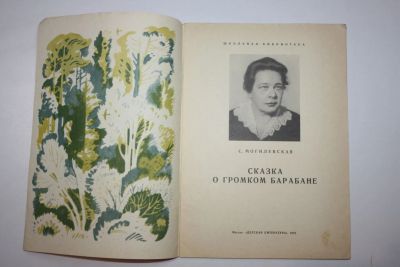 ШКОЛЬНАЯ БИБЛИОТЕКА
С. МОГИЛЕВСКАЯ
СКАЗКА
О ГРОМКОМ БАРАБАНЕ
Москва «ДЕТСКАЯ ЛИТЕРАТУРА»